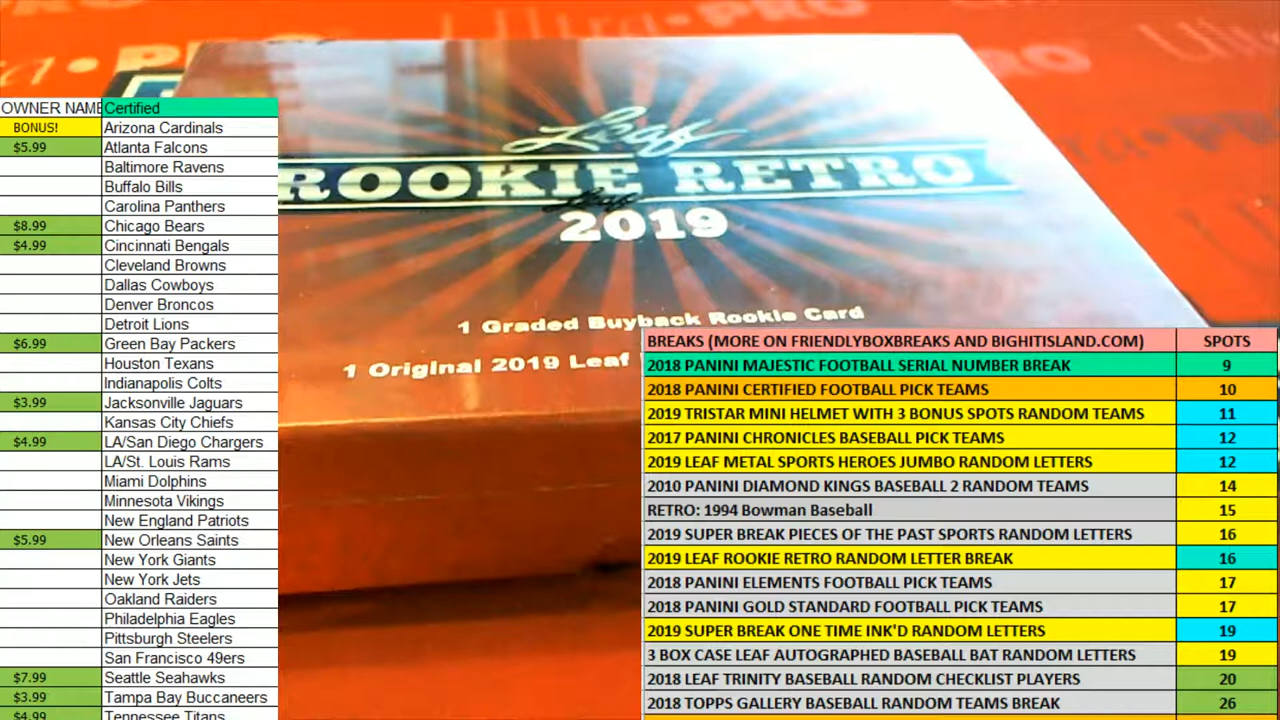 Ultra•PRO
OWNER NAME Certified
BONUS! Arizona Cardinals
$5.99 Atlanta Falcons
Baltimore Ravens
Buffalo Bills
Carolina Panthers
$8.99 Chicago Bears
$4.99 Cincinnati Bengals
Cleveland Browns
Dallas Cowboys
Denver Broncos
Detroit Lions
$6.99 Green Bay Packers
Houston Texans
Indianapolis Colts
$3.99 Jacksonville Jaguars
Kansas City Chiefs
$4.99 LA/San Diego Chargers
LA/St. Louis Rams
Miami Dolphins
Minnesota Vikings
New England Patriots
$5.99 New Orleans Saints
New York Giants
New York Jets
Oakland Raiders
Philadelphia Eagles
Pittsburgh Steelers
San Francisco 49ers
$7.99 Seattle Seahawks
$3.99 Tampa Bay Buccaneers
$4.99 Tennessee Titans
Leaf
ROOKIE RETRO
Leaf
2019
1 Graded Buyback Rookie Card
1 Original 2019 Leaf
BREAKS (MORE ON FRIENDLYBOXBREAKS AND BIGHITISLAND.COM) SPOTS
2018 PANINI MAJESTIC FOOTBALL SERIAL NUMBER BREAK 9
2018 PANINI CERTIFIED FOOTBALL PICK TEAMS 10
2019 TRISTAR MINI HELMET WITH 3 BONUS SPOTS RANDOM TEAMS 11
2017 PANINI CHRONICLES BASEBALL PICK TEAMS 12
2019 LEAF METAL SPORTS HEROES JUMBO RANDOM LETTERS 12
2010 PANINI DIAMOND KINGS BASEBALL 2 RANDOM TEAMS 14
RETRO: 1994 Bowman Baseball 15
2019 SUPER BREAK PIECES OF THE PAST SPORTS RANDOM LETTERS 16
2019 LEAF ROOKIE RETRO RANDOM LETTER BREAK 16
2018 PANINI ELEMENTS FOOTBALL PICK TEAMS 17
2018 PANINI GOLD STANDARD FOOTBALL PICK TEAMS 17
2019 SUPER BREAK ONE TIME INK'D RANDOM LETTERS 19
3 BOX CASE LEAF AUTOGRAPHED BASEBALL BAT RANDOM LETTERS 19
2018 LEAF TRINITY BASEBALL RANDOM CHECKLIST PLAYERS 20
2018 TOPPS GALLERY BASEBALL RANDOM TEAMS BREAK 26